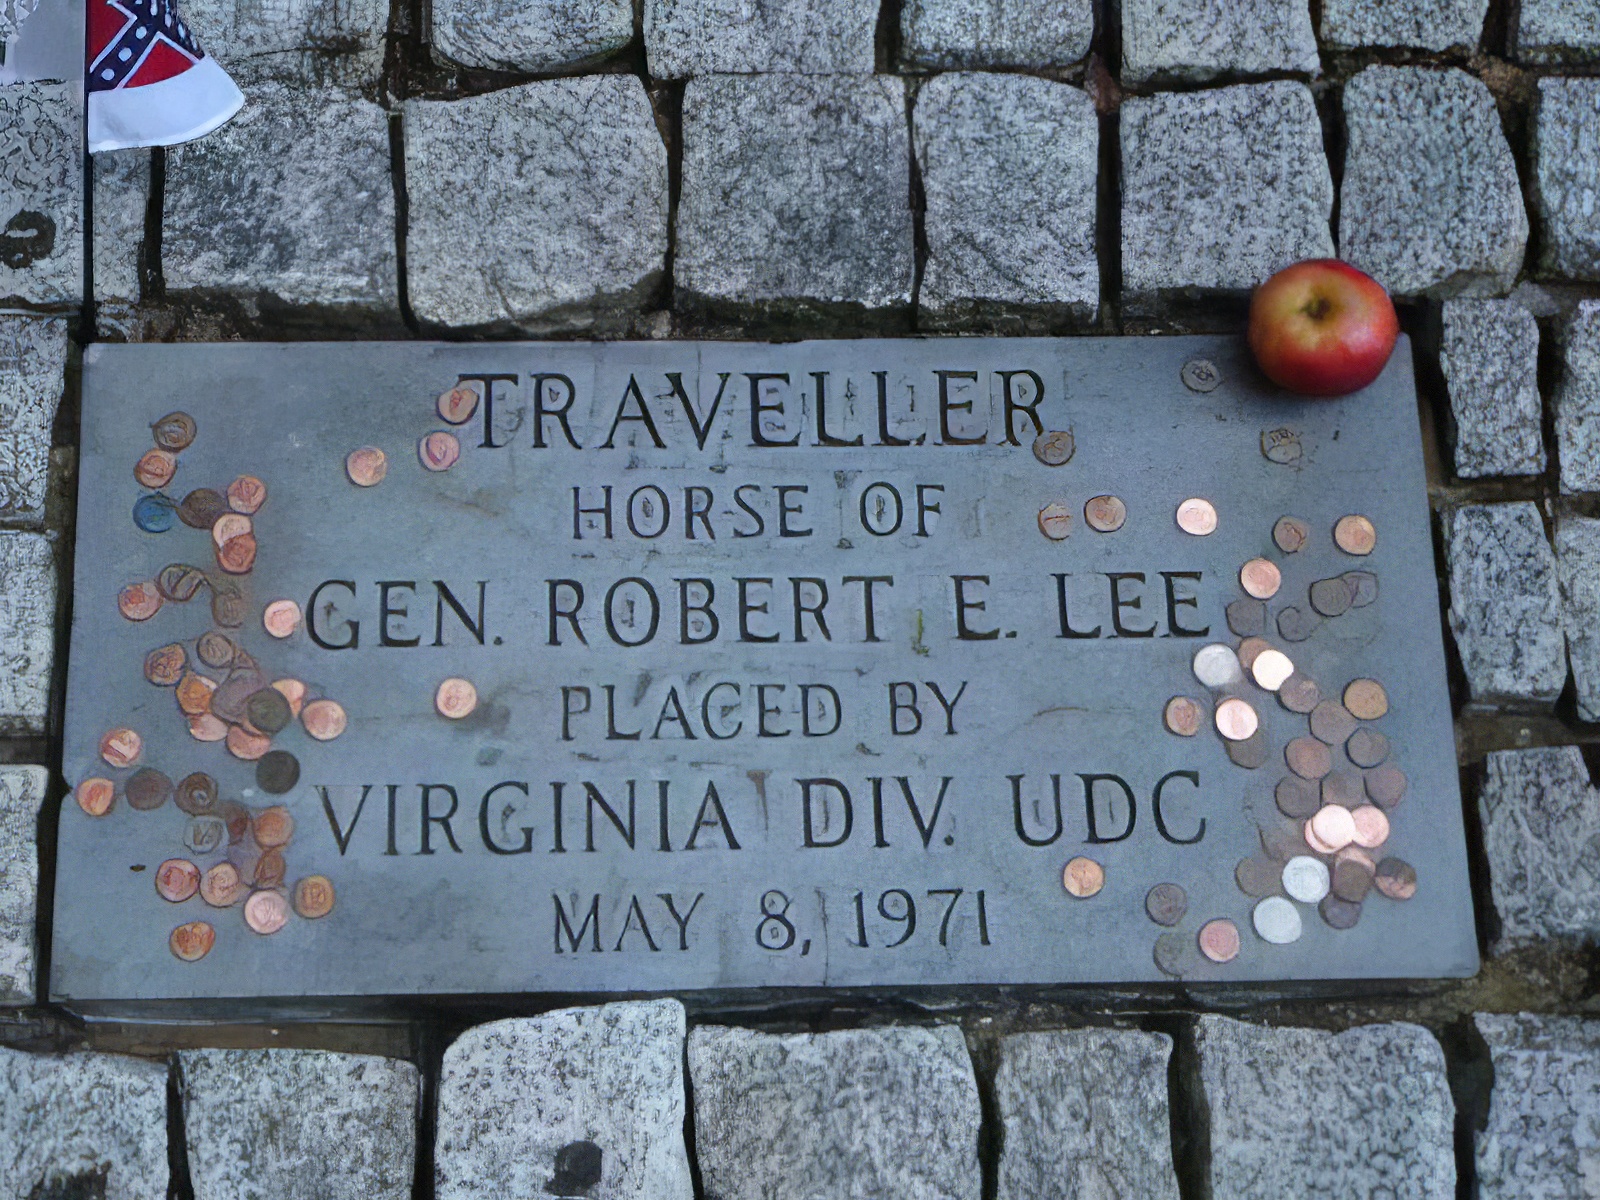 TRAVELLER
HORSE OF
GEN. ROBERT E. LEE
PLACED BY
VIRGINIA DIV. UDC
MAY 8, 1971